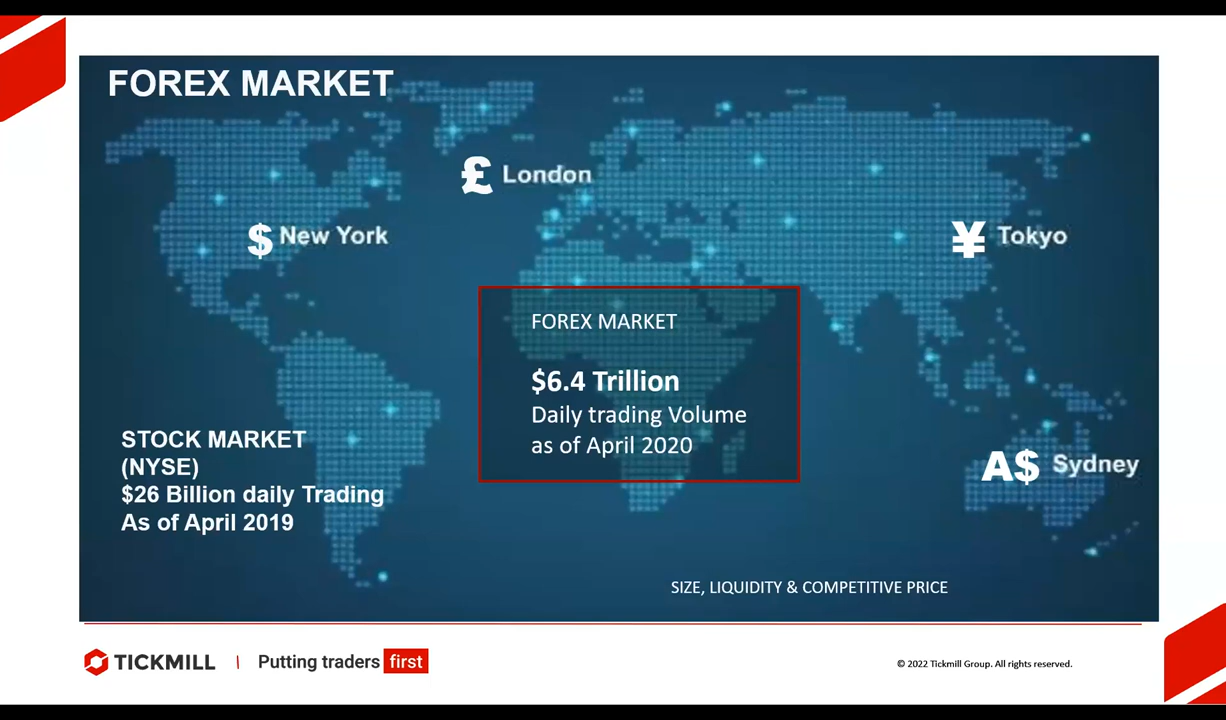 FOREX MARKET
£ London
$ New York
¥ Tokyo
FOREX MARKET
$6.4 Trillion
Daily trading Volume
as of April 2020
STOCK MARKET
(NYSE)
$26 Billion daily Trading
As of April 2019
A$ Sydney
SIZE, LIQUIDITY & COMPETITIVE PRICE
TICKMILL | Putting traders first
© 2022 Tickmill Group. All rights reserved.